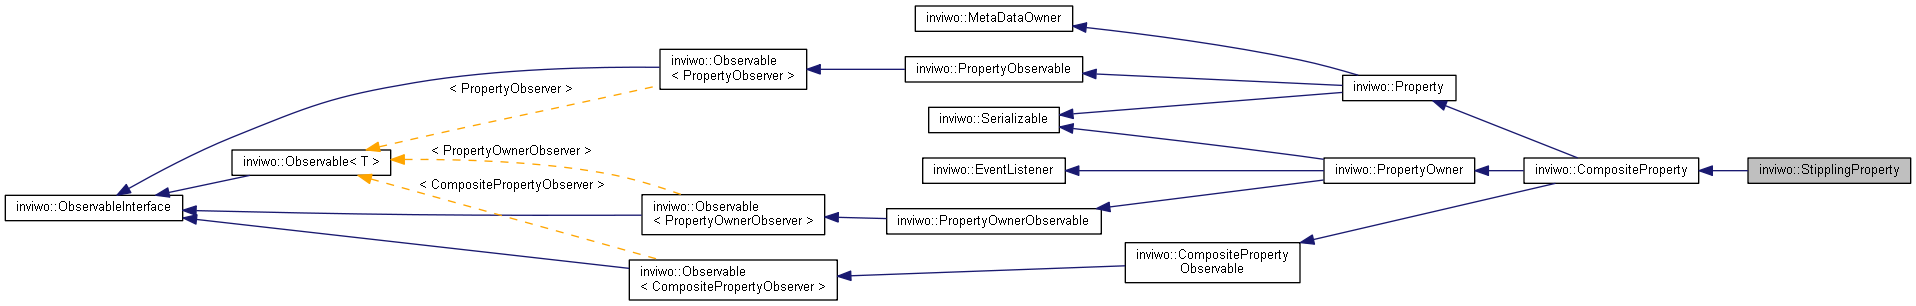 inviwo::MetaDataOwner
inviwo::Observable
< PropertyObserver >
inviwo::PropertyObservable
inviwo::Property
< PropertyObserver >
inviwo::Serializable
inviwo::Observable< T >
< PropertyOwnerObserver >
inviwo::EventListener
inviwo::PropertyOwner
inviwo::CompositeProperty
inviwo::StipplingProperty
< CompositePropertyObserver >
inviwo::ObservableInterface
inviwo::Observable
< PropertyOwnerObserver >
inviwo::PropertyOwnerObservable
inviwo::CompositeProperty
Observable
inviwo::Observable
< CompositePropertyObserver >